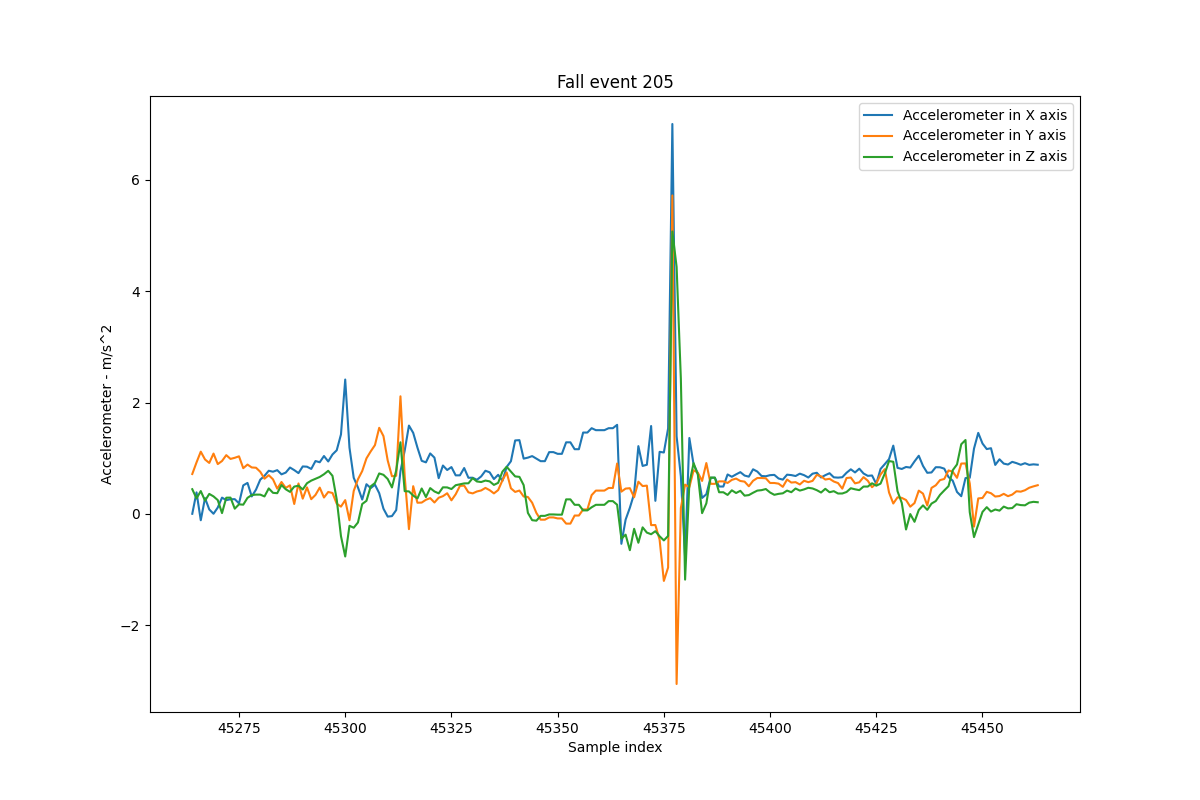 Fall event 205
Accelerometer in X axis
Accelerometer in Y axis
Accelerometer in Z axis
6
4
2
0
−2
Accelerometer - m/s^2
45275 45300 45325 45350 45375 45400 45425 45450
Sample index